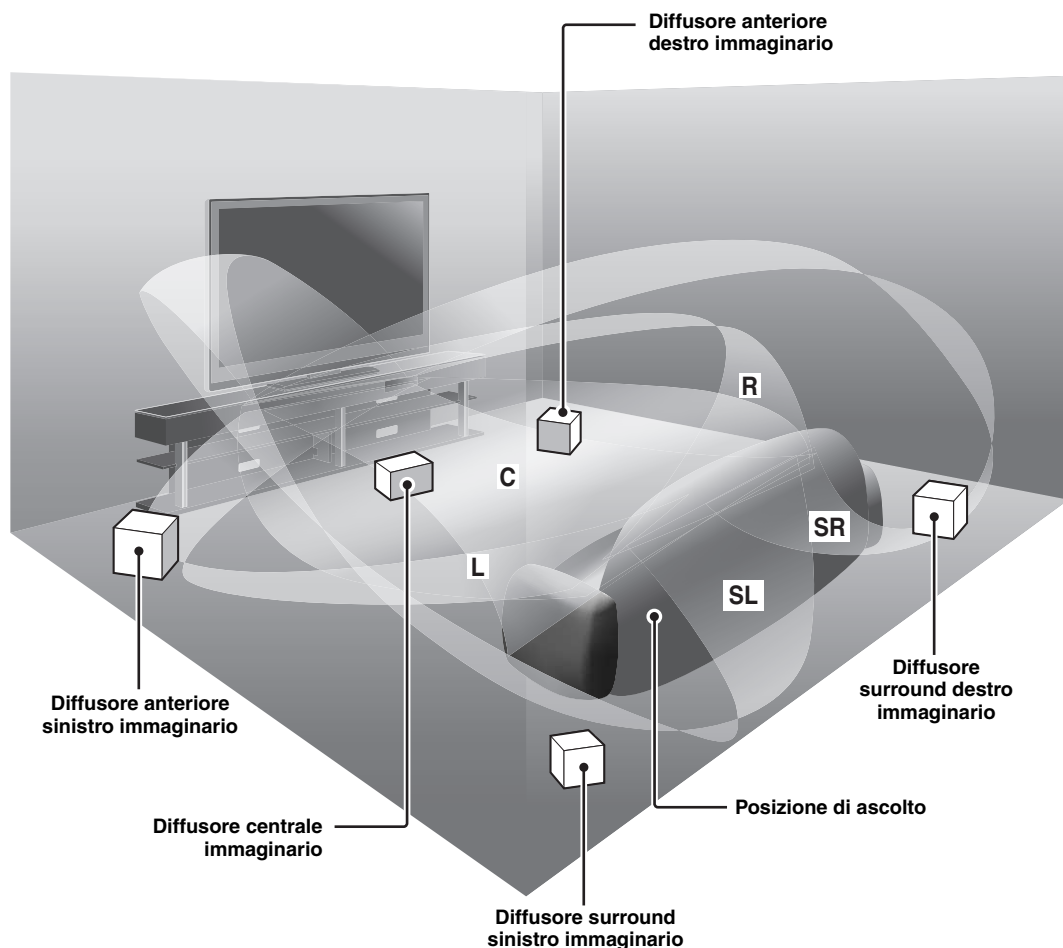 Diffusore anteriore
destro immaginario
R
C
SR
L
SL
Diffusore anteriore
sinistro immaginario
Diffusore
surround destro
immaginario
Posizione di ascolto
Diffusore centrale
immaginario
Diffusore surround
sinistro immaginario